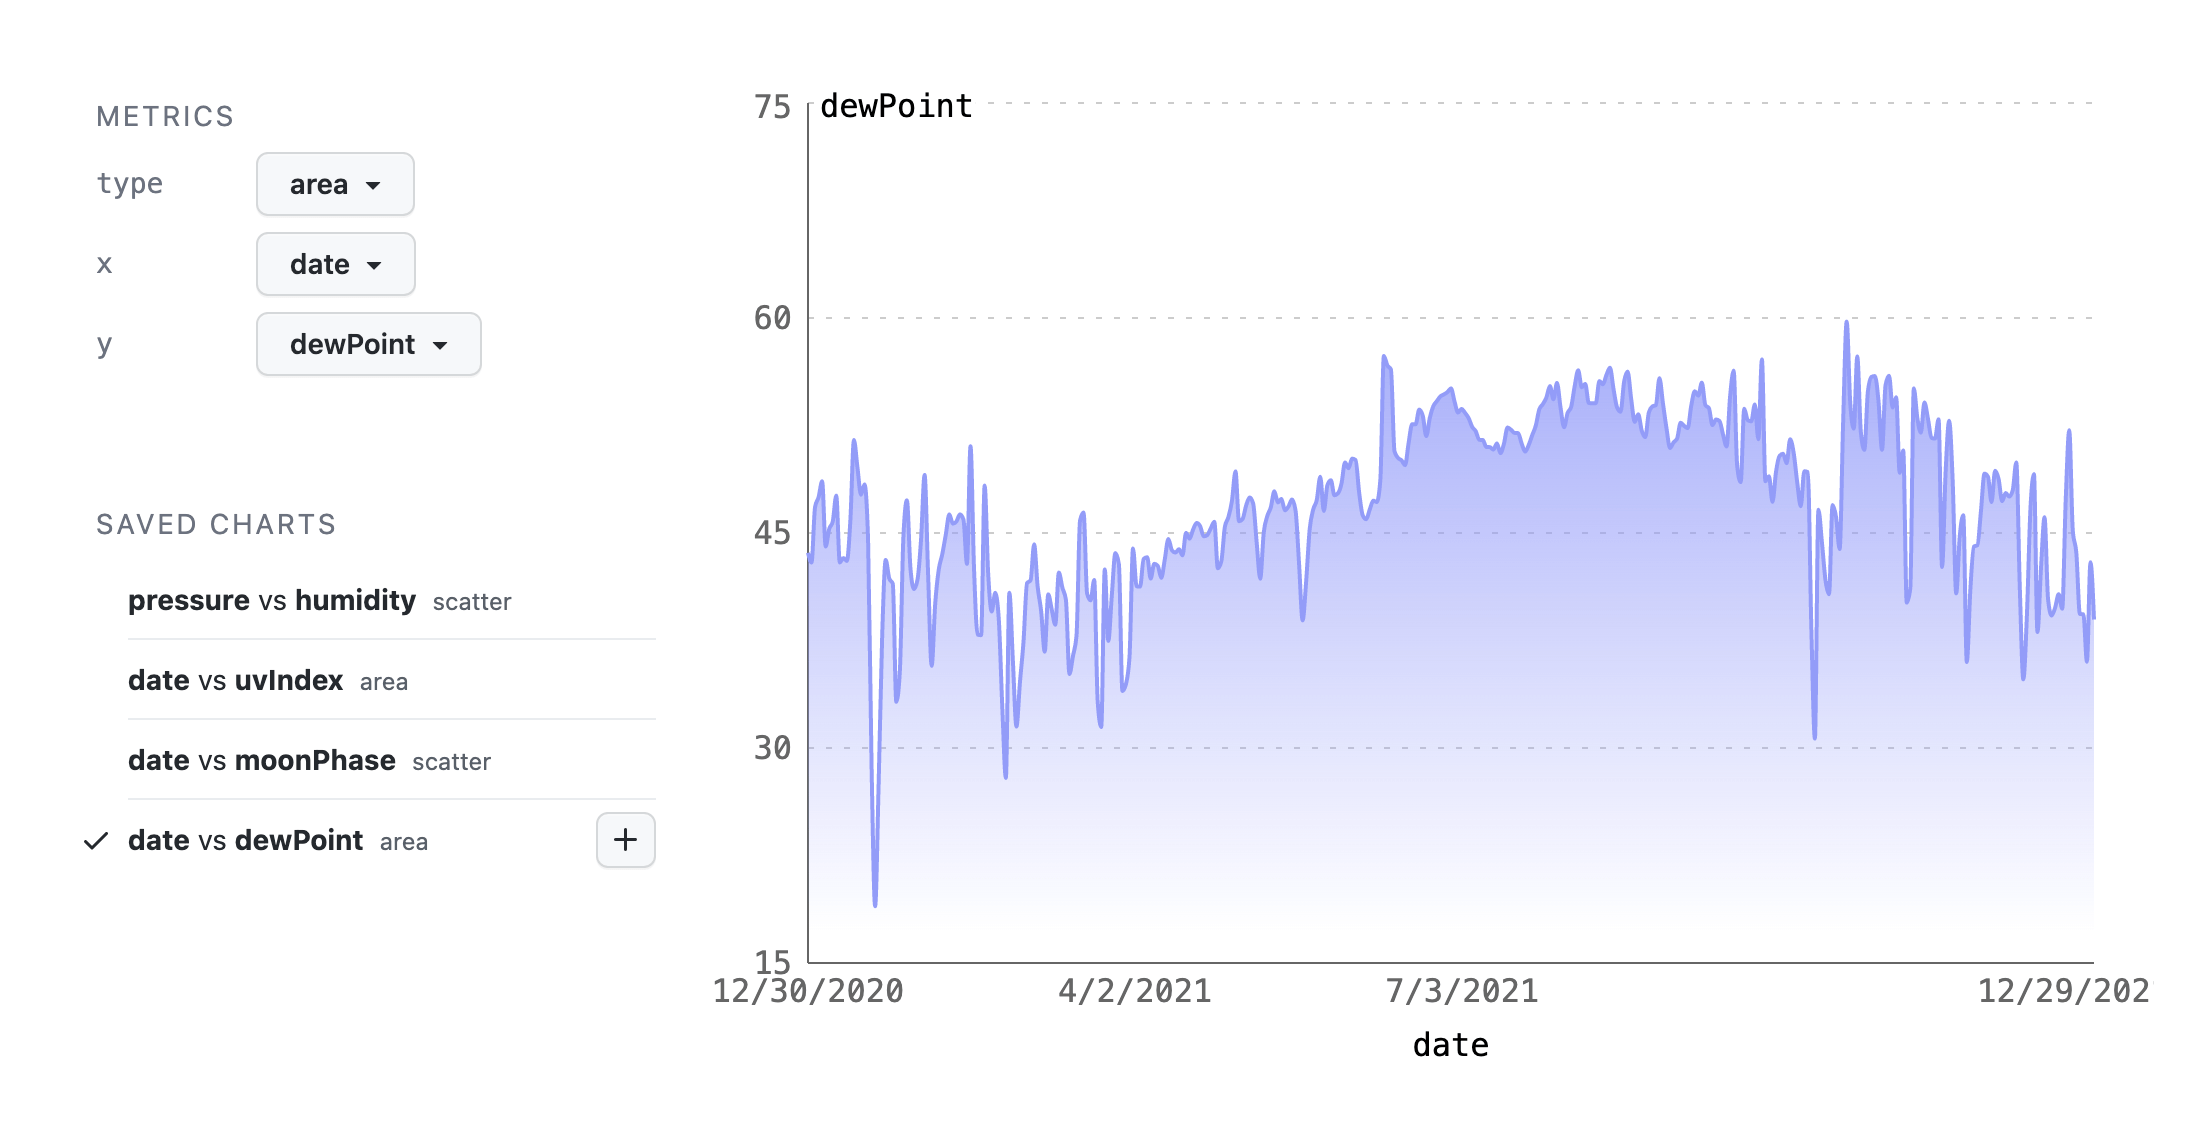 METRICS
type
area
x
date
y
dewPoint
SAVED CHARTS
pressure vs humidity scatter
date vs uvIndex area
date vs moonPhase scatter
date vs dewPoint area
+
dewPoint
75
60
45
30
15
12/30/2020
4/2/2021
7/3/2021
12/29/202
date